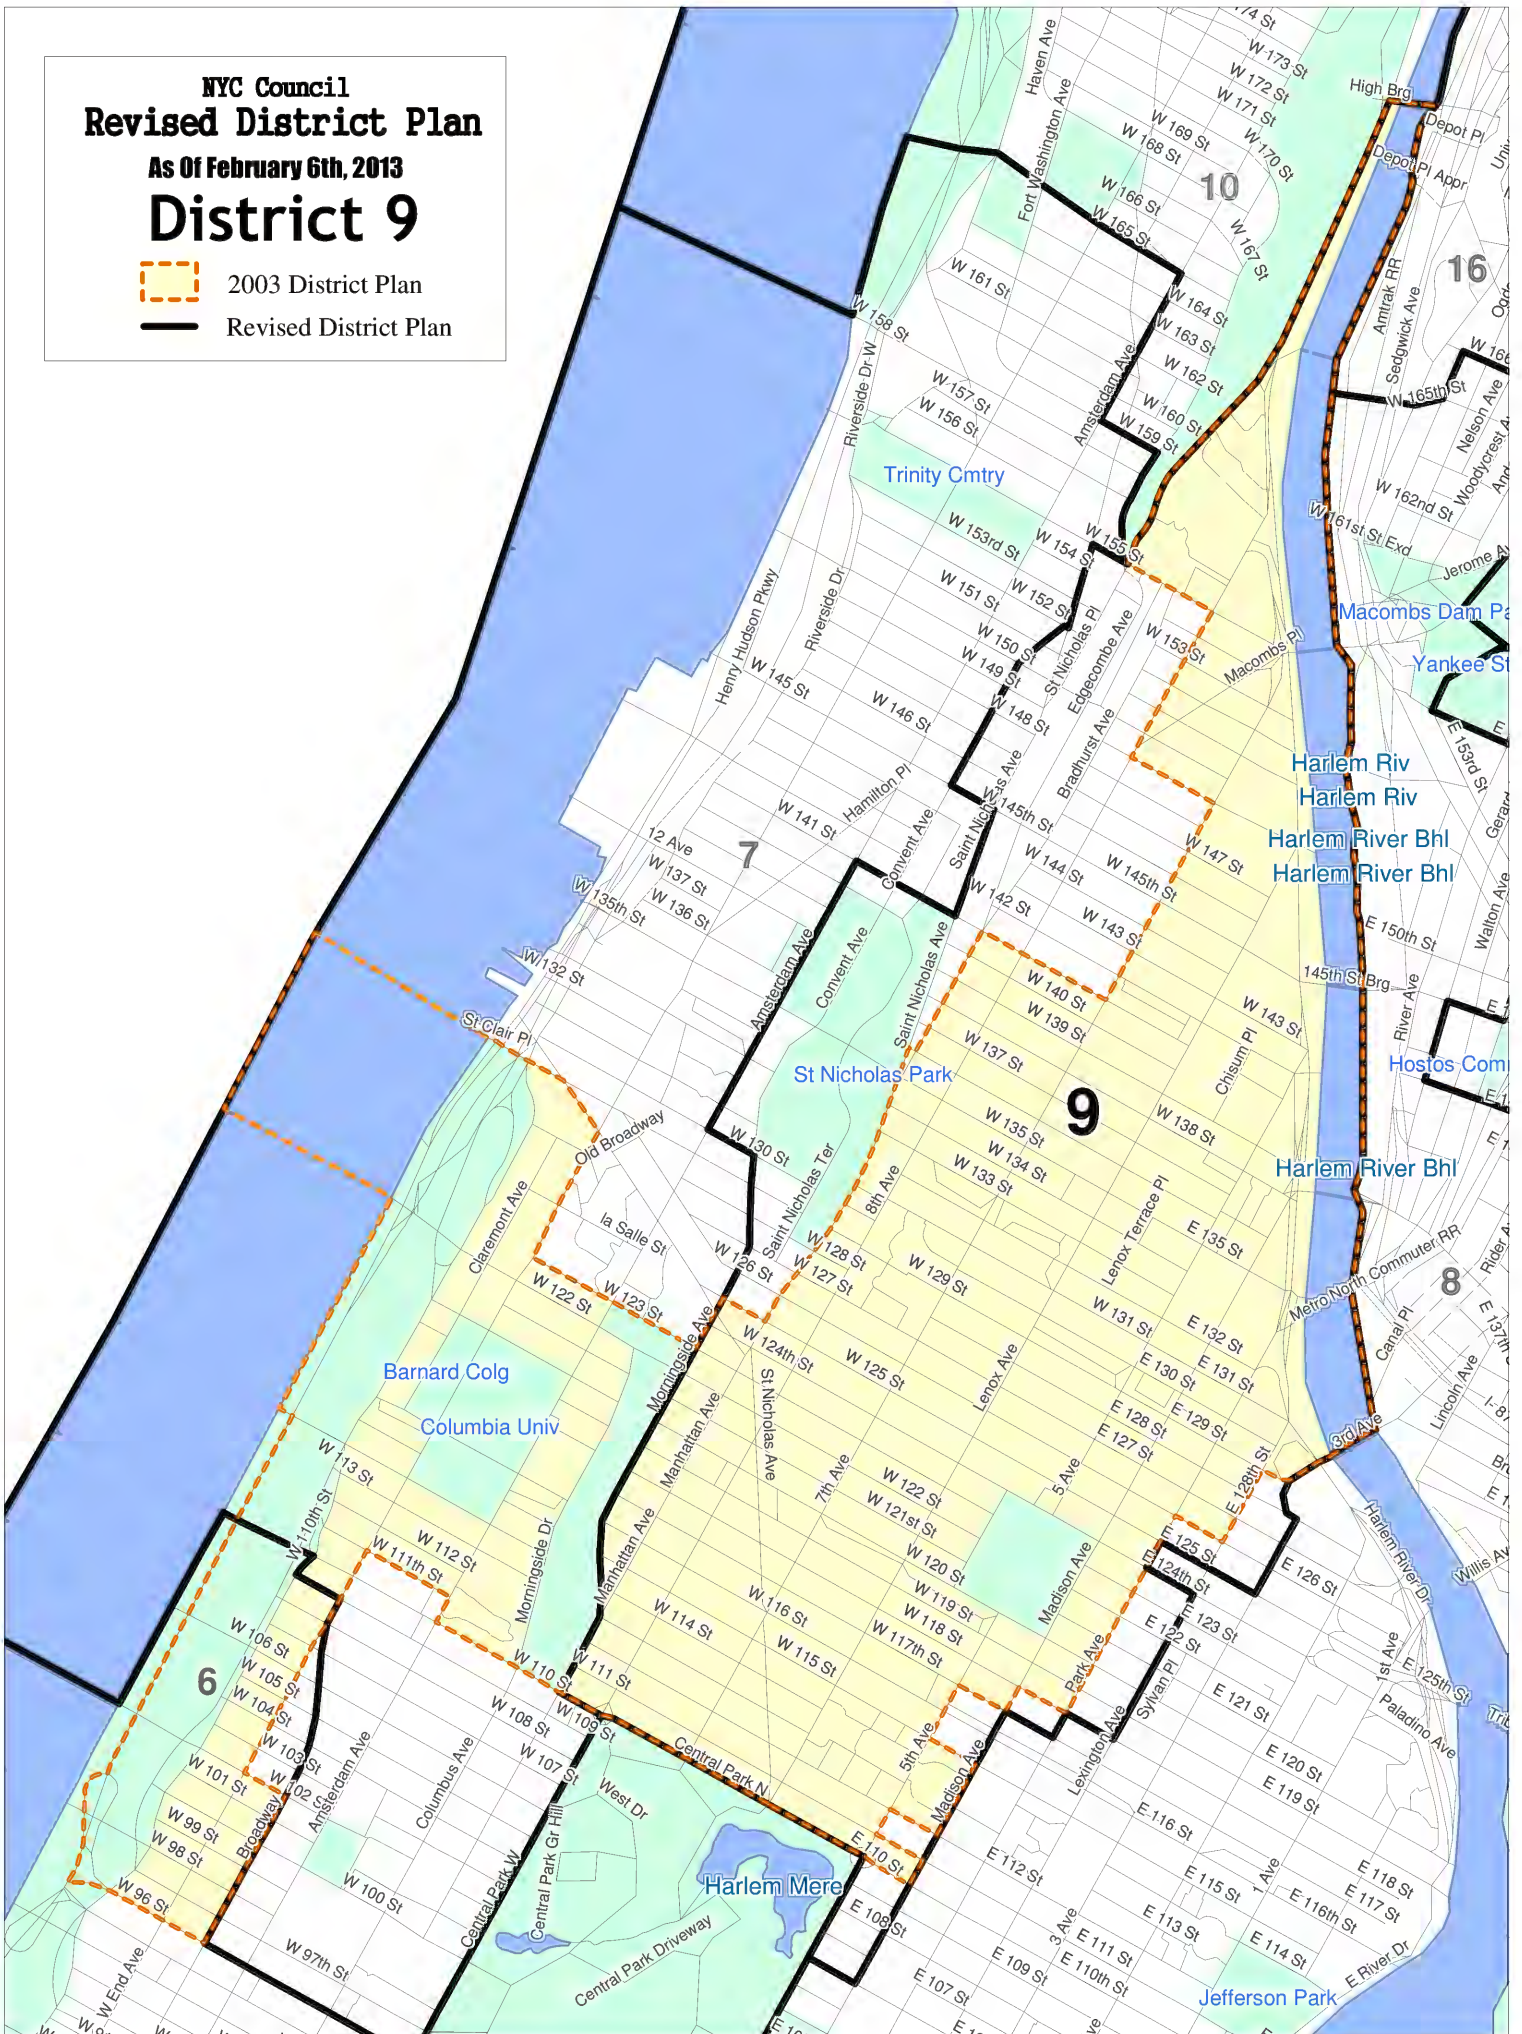 NYC Council
Revised District Plan
As Of February 6th, 2013
District 9
2003 District Plan
Revised District Plan
Haven Ave
W 173 St
W 172 St
W 171 St
W 170 St
W 169 St
W 168 St
High Brg
Depot Pl
Depot Pl Appr
Fort Washington Ave
10
W 166 St
W 165 St
W 167 St
16
W 161 St
W 164 St
W 163 St
W 162 St
W 160 St
W 159 St
W 158 St
Amtrak RR
Sedgwick Ave
W 165th St
Nelson Ave
Riverside Dr W
W 157 St
W 156 St
Amsterdam Ave
Trinity Cmtry
W 162nd St
W 161st St Exd
W 153rd St
W 154 St
W 155 St
Macombs Dam
Henry Hudson Pkwy
Riverside Dr
W 151 St
W 152 St
W 150 St
W 149 St
W 148 St
St Nicholas Pl
Edgecombe Ave
W 153 St
Macombs Pl
W 145 St
W 146 St
Bradhurst Ave
E 153rd St
Harlem Riv
Harlem Riv
Harlem River Bhl
Harlem River Bhl
Hamilton Pl
W 141 St
Convent Ave
Saint Nicholas Ave
W 145th St
W 144 St
W 145th St
W 147 St
12 Ave
7
W 137 St
W 136 St
W 135th St
W 142 St
W 143 St
Walton Ave
E 150th St
W 132 St
Amsterdam Ave
Convent Ave
Saint Nicholas Ave
W 140 St
W 139 St
145th St Brg
River Ave
St Clair Pl
W 137 St
W 143 St
Chisum Pl
St Nicholas Park
9
Old Broadway
W 130 St
W 135 St
W 134 St
W 133 St
W 138 St
Harlem River Bhl
Claremont Ave
la Salle St
Saint Nicholas Ter
8th Ave
Lenox Terrace Pl
E 135 St
W 126 St
W 128 St
W 127 St
W 129 St
Metro North Commuter RR
8
W 122 St
W 123 St
W 131 St
E 132 St
Canal Pl
Morningside Ave
W 124th St
W 125 St
E 130 St
E 131 St
Barnard Colg
Columbia Univ
Manhattan Ave
St Nicholas Ave
Lenox Ave
E 128 St
E 129 St
E 127 St
3rd Ave
Lincoln Ave
W 113 St
W 110th St
7th Ave
W 122 St
W 121st St
5 Ave
E 128th St
W 112 St
W 111th St
Morningside Dr
Manhattan Ave
W 120 St
W 119 St
W 118 St
W 117th St
Madison Ave
E 125 St
E 124th St
E 126 St
Harlem River Dr
W 106 St
W 105 St
W 104 St
W 103 St
W 102 St
6
W 114 St
W 116 St
W 115 St
E 123 St
E 122 St
Park Ave
Sylvan Pl
1st Ave
E 125th St
W 110 St
W 111 St
W 109 St
W 108 St
W 107 St
Central Park N
5th Ave
Madison Ave
Lexington Ave
E 121 St
Paladino Ave
W 101 St
W 99 St
W 98 St
Broadway
Amsterdam Ave
Columbus Ave
West Dr
E 120 St
E 119 St
E 116 St
W 96 St
W 100 St
Central Park W
Central Park Gr Hill
Harlem Mere
E 110 St
E 112 St
E 118 St
E 117 St
E 115 St
1 Ave
E 116th St
W 97th St
W End Ave
Central Park Driveway
E 108 St
3 Ave
E 113 St
E 111 St
E 114 St
E 109 St
E 110th St
E 107 St
E River Dr
Jefferson Park